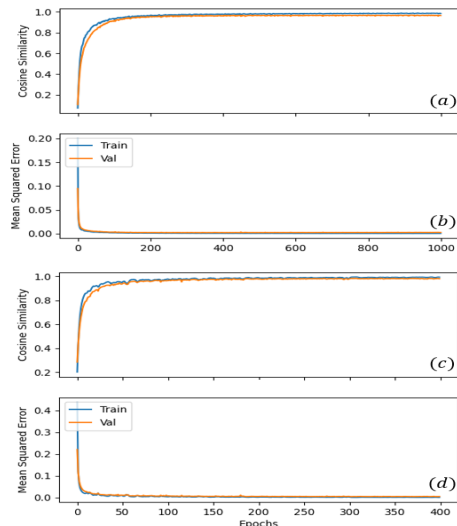 1.0
0.8
0.6
0.4
0.2
Cosine Similarity
(a)
0.20
0.15
0.10
0.05
0.00
Mean Squared Error
Train
Val
(b)
0 200 400 600 800 1000
1.0
0.8
0.6
0.4
0.2
Cosine Similarity
(c)
0.4
0.3
0.2
0.1
0.0
Mean Squared Error
Train
Val
(d)
0 50 100 150 200 250 300 350 400
Epochs